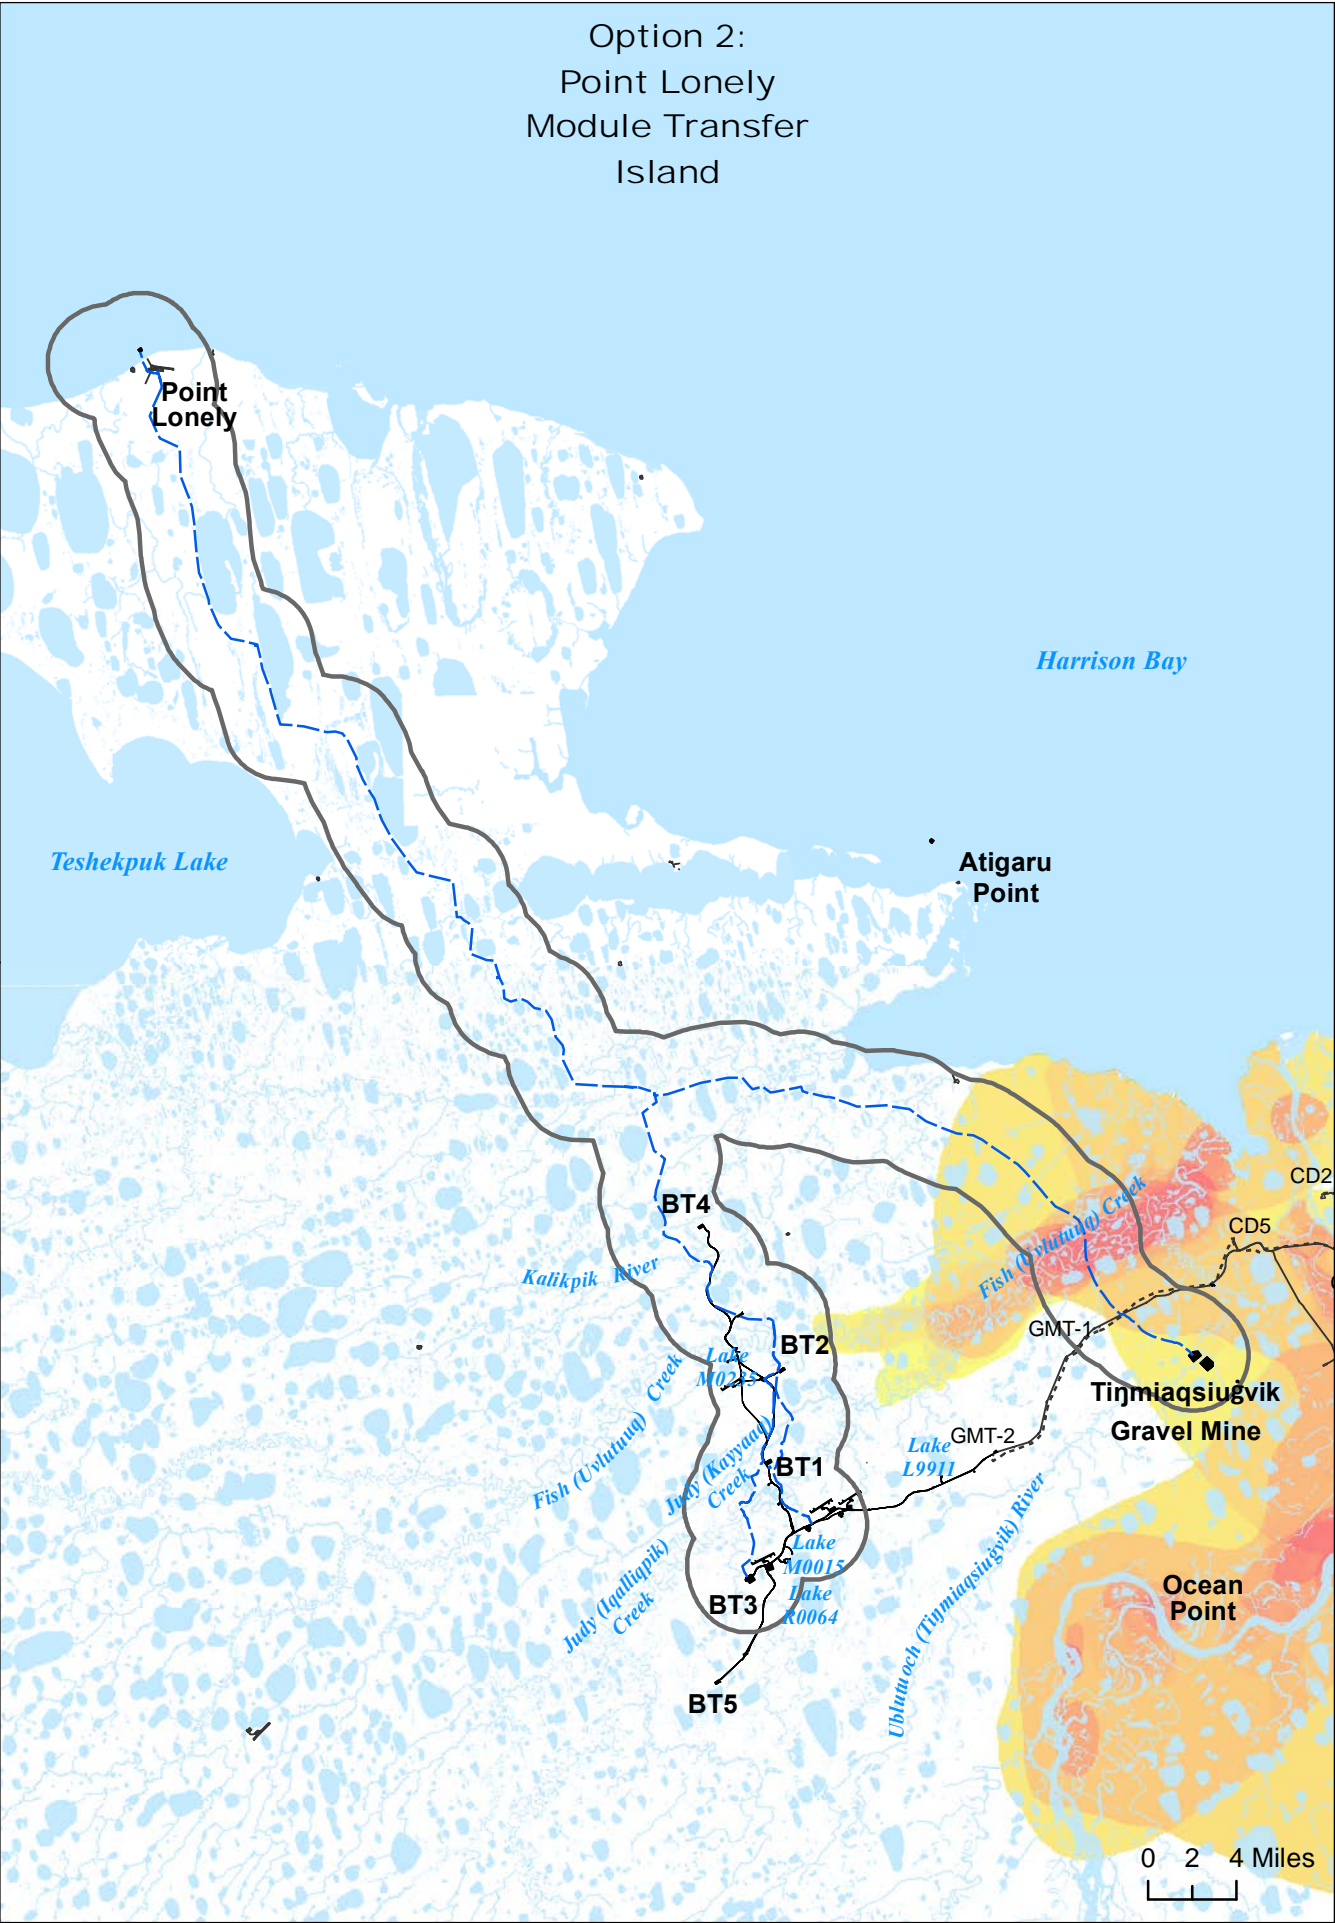 Option 2:
Point Lonely
Module Transfer
Island
Point
Lonely
Harrison Bay
Teshekpuk Lake
Atigaru
Point
CD2
Fish (Uvlutuuq) Creek
BT4
CD5
Kalikpik River
GMT-1
BT2
Lake
M0235
Tiŋmiaqsiuġvik
Gravel Mine
Fish (Uvlutuuq) Creek
Judy (Kayyaaq)
Creek
GMT-2
Lake
L9911
BT1
Ublutuoch (Tiŋmiaqsiuġvik) River
Lake
M0015
Judy (Iqalliqpik)
Creek
Ocean
Point
BT3
Lake
R0064
BT5
0 2 4 Miles